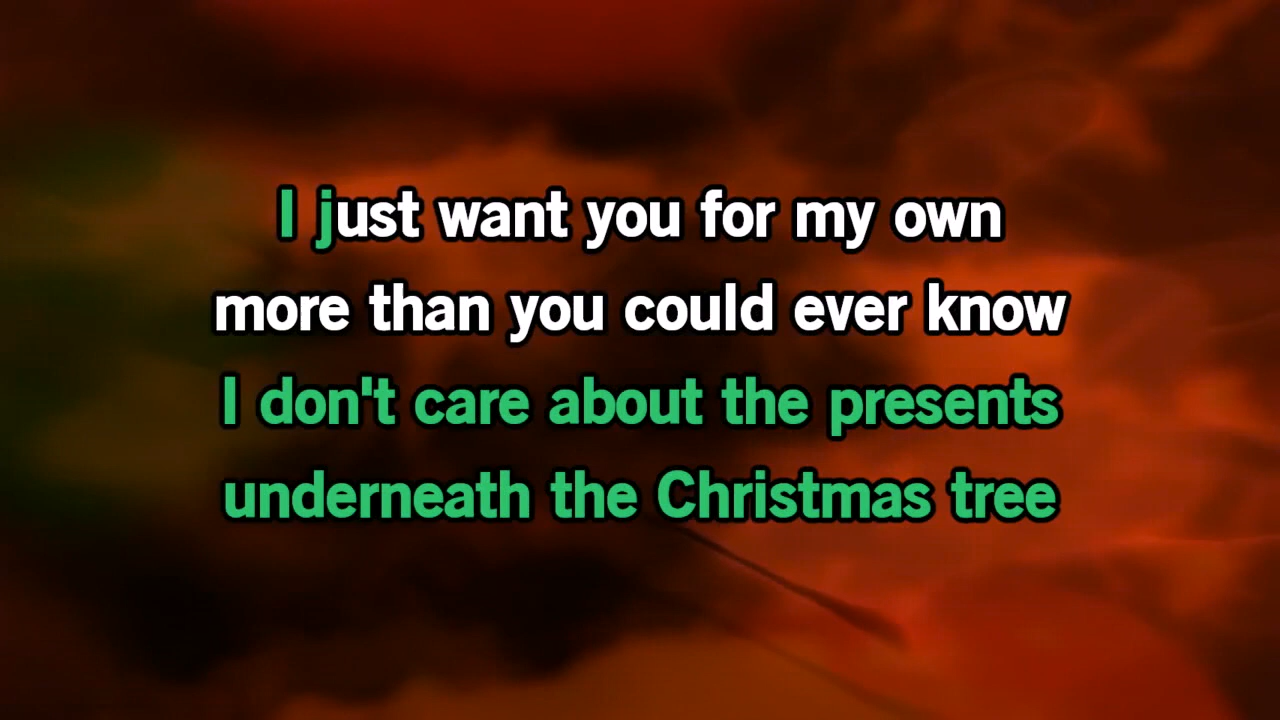 I just want you for my own
more than you could ever know
I don't care about the presents
underneath the Christmas tree